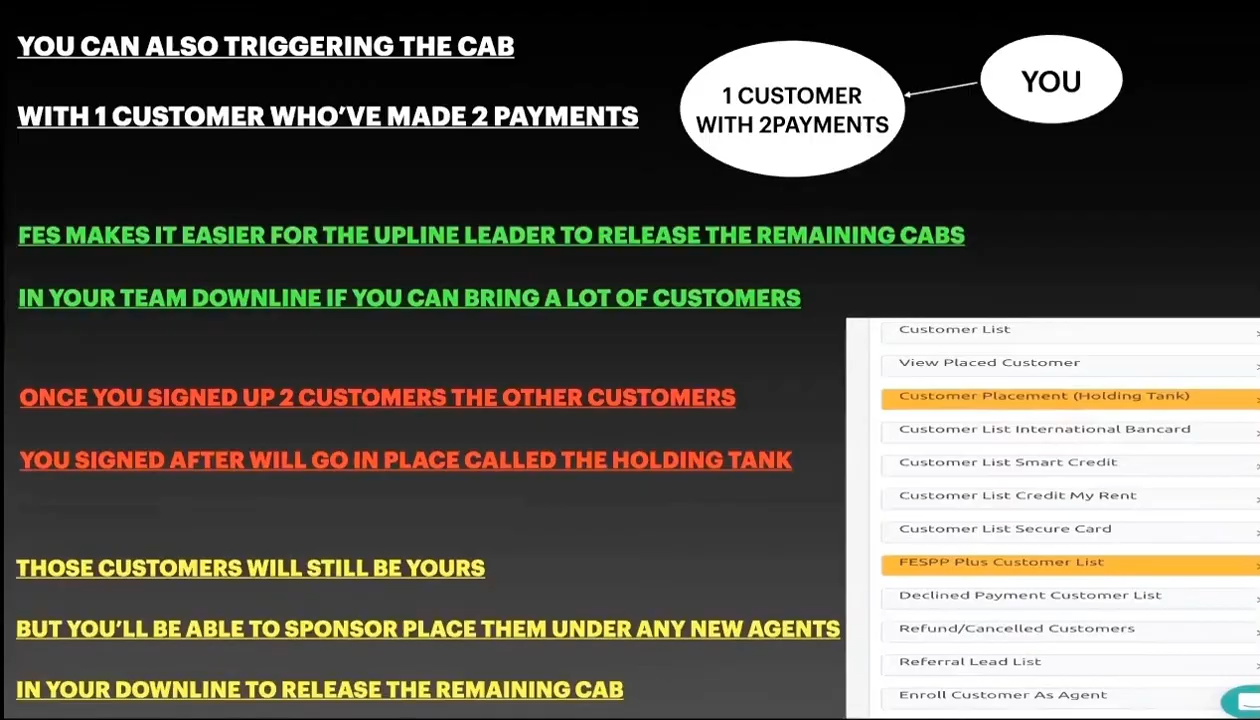 YOU CAN ALSO TRIGGERING THE CAB
WITH 1 CUSTOMER WHO'VE MADE 2 PAYMENTS
1 CUSTOMER
WITH 2PAYMENTS
YOU
FES MAKES IT EASIER FOR THE UPLINE LEADER TO RELEASE THE REMAINING CABS
IN YOUR TEAM DOWNLINE IF YOU CAN BRING A LOT OF CUSTOMERS
ONCE YOU SIGNED UP 2 CUSTOMERS THE OTHER CUSTOMERS
YOU SIGNED AFTER WILL GO IN PLACE CALLED THE HOLDING TANK
THOSE CUSTOMERS WILL STILL BE YOURS
BUT YOU'LL BE ABLE TO SPONSOR PLACE THEM UNDER ANY NEW AGENTS
IN YOUR DOWNLINE TO RELEASE THE REMAINING CAB
Customer List
View Placed Customer
Customer Placement (Holding Tank)
Customer List International Bancard
Customer List Smart Credit
Customer List Credit My Rent
Customer List Secure Card
FESPP Plus Customer List
Declined Payment Customer List
Refund/Cancelled Customers
Referral Lead List
Enroll Customer As Agent